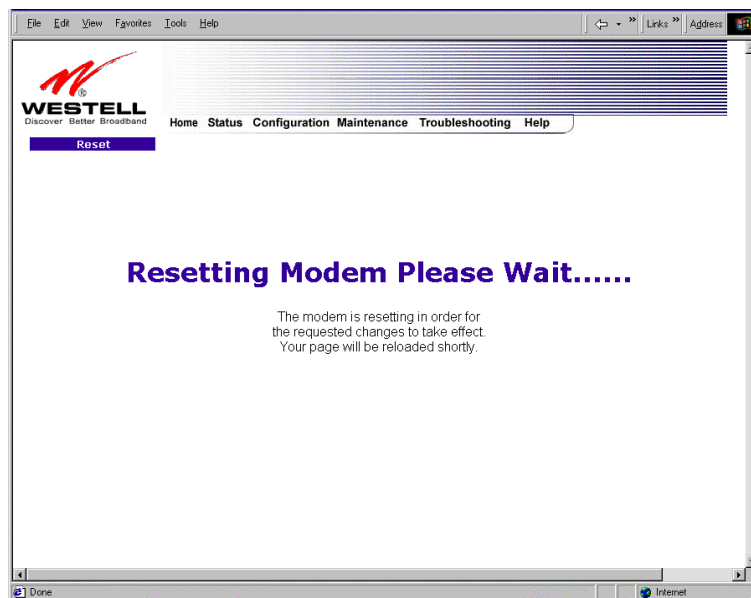 File Edit View Favorites Tools Help
» Links » Address
®
WESTELL
Discover Better Broadband
Home Status Configuration Maintenance Troubleshooting Help
Reset
Resetting Modem Please Wait......
The modem is resetting in order for
the requested changes to take effect.
Your page will be reloaded shortly.
Done
Internet